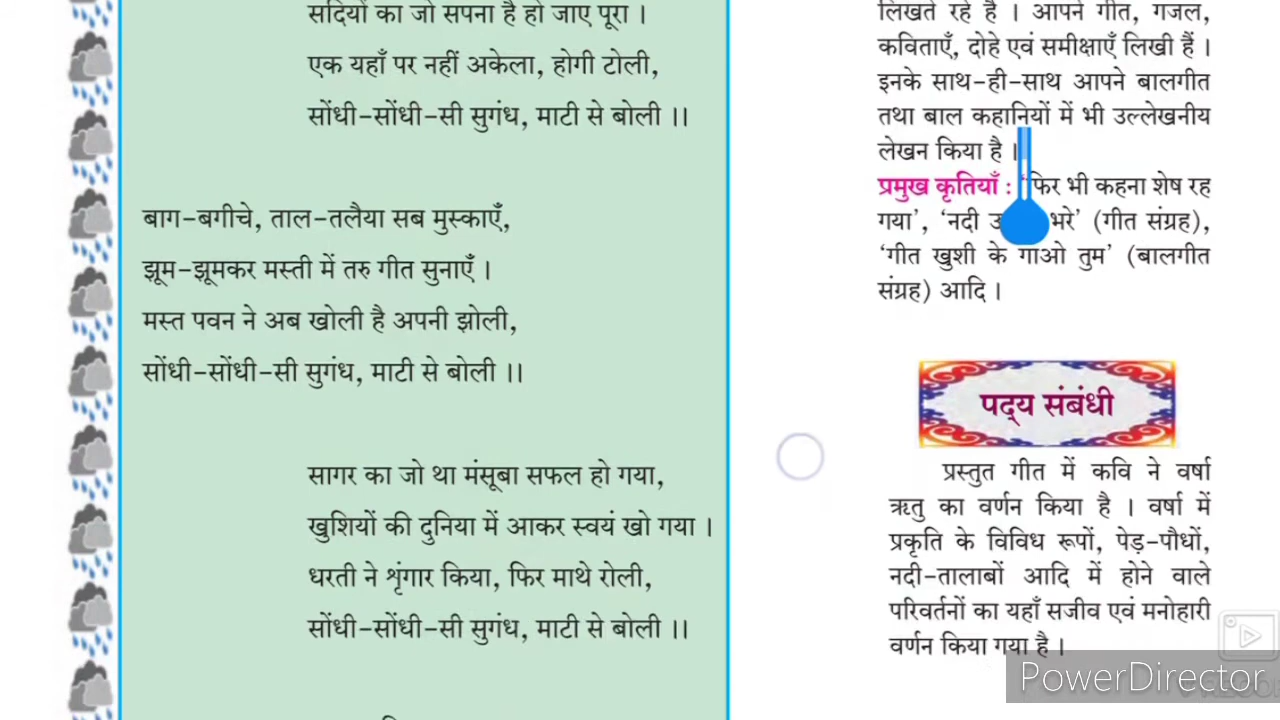 सदियों का जो सपना है हो जाए पूरा ।
एक यहाँ पर नहीं अकेला, होगी टोली,
सोंधी-सोंधी-सी सुगंध, माटी से बोली ।।
बाग-बगीचे, ताल-तलैया सब मुस्काएँ,
झूम-झूमकर मस्ती में तरु गीत सुनाएँ ।
मस्त पवन ने अब खोली है अपनी झोली,
सोंधी-सोंधी-सी सुगंध, माटी से बोली ।।
सागर का जो था मंसूबा सफल हो गया,
खुशियों की दुनिया में आकर स्वयं खो गया ।
धरती ने शृंगार किया, फिर माथे रोली,
सोंधी-सोंधी-सी सुगंध, माटी से बोली ।।
लिखते रहे है । आपने गीत, गजल,
कविताएँ, दोहे एवं समीक्षाएँ लिखी हैं ।
इनके साथ-ही-साथ आपने बालगीत
तथा बाल कहानियों में भी उल्लेखनीय
लेखन किया है ।
प्रमुख कृतियाँ : ‘फिर भी कहना शेष रह
गया’, ‘नदी भरे’ (गीत संग्रह),
‘गीत खुशी के गाओ तुम’ (बालगीत
संग्रह) आदि ।
पद्य संबंधी
प्रस्तुत गीत में कवि ने वर्षा
ऋतु का वर्णन किया है । वर्षा में
प्रकृति के विविध रूपों, पेड़-पौधों,
नदी-तालाबों आदि में होने वाले
परिवर्तनों का यहाँ सजीव एवं मनोहारी
वर्णन किया गया है ।
PowerDirector